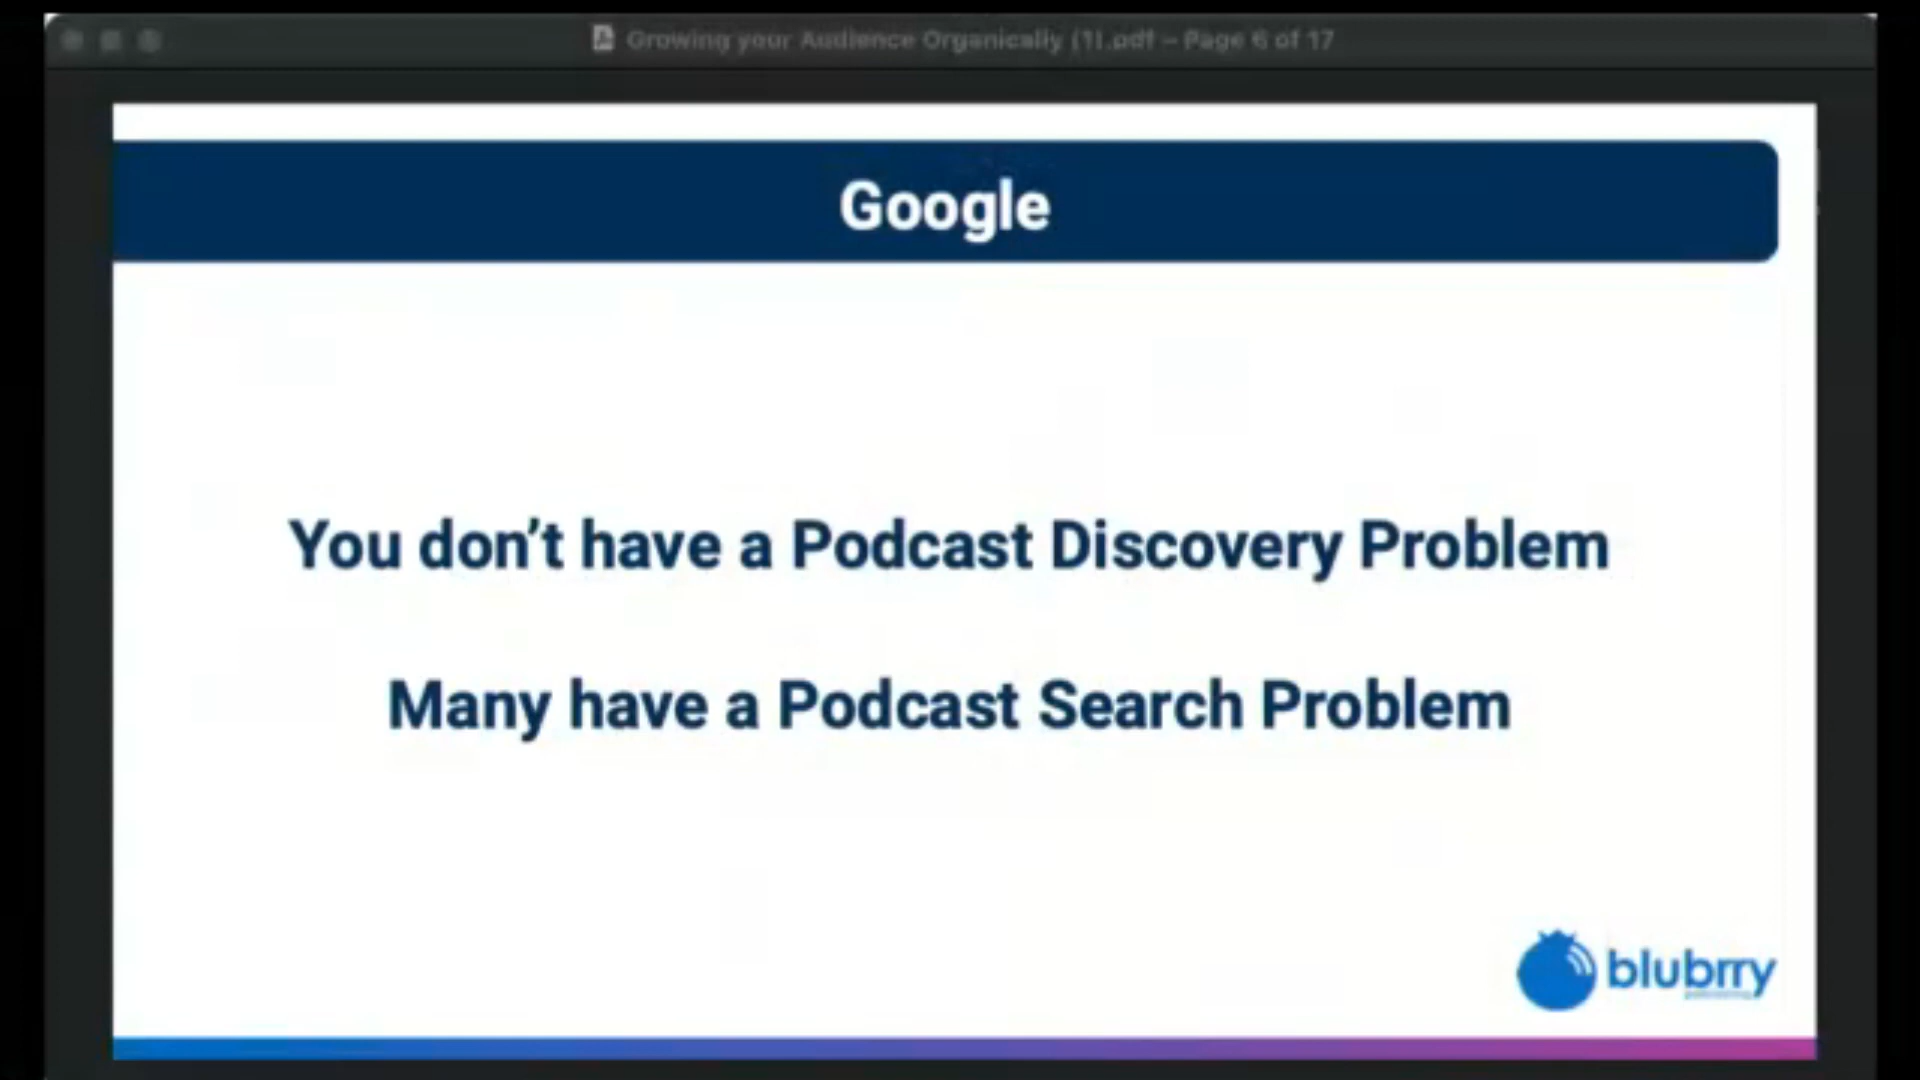 Growing your Audience Organically (1).pdf – Page 6 of 17
Google
You don’t have a Podcast Discovery Problem
Many have a Podcast Search Problem
blubrry